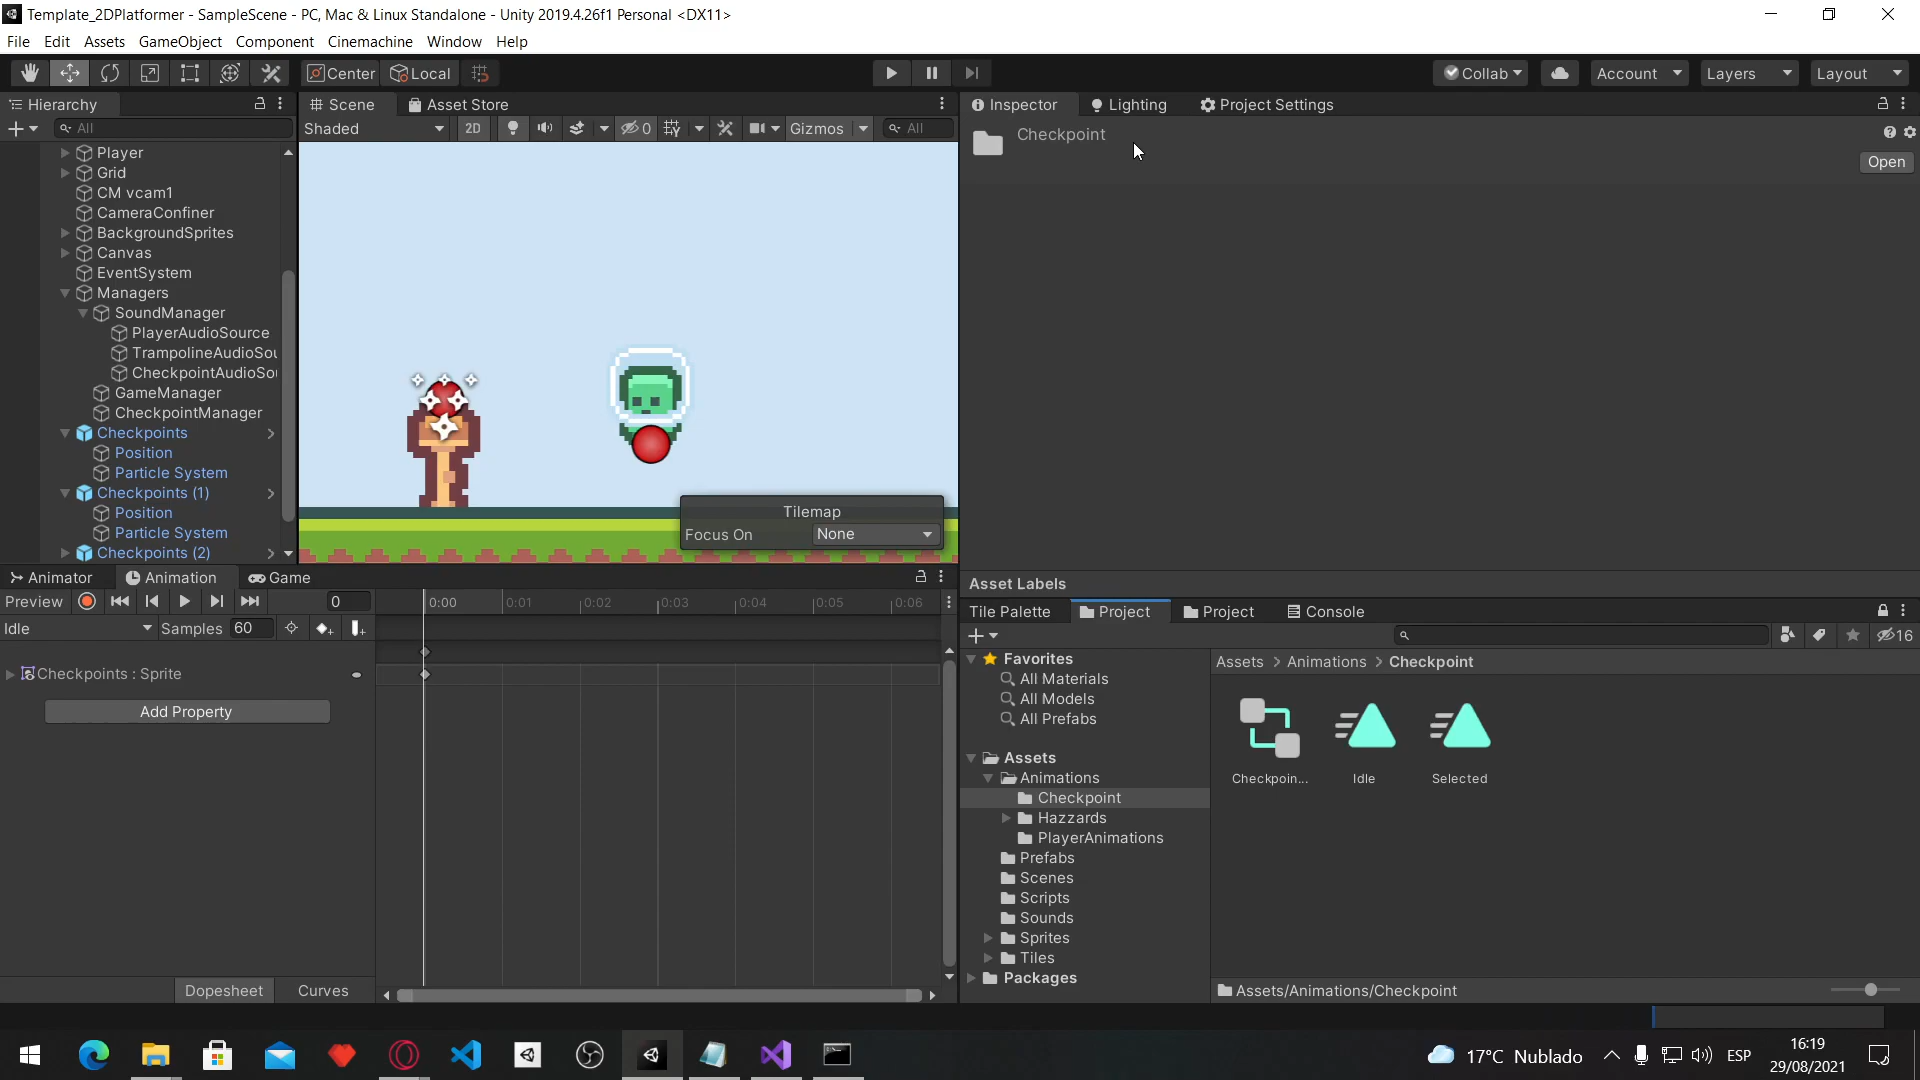 Template_2DPlatformer - SampleScene - PC, Mac & Linux Standalone - Unity 2019.4.26f1 Personal <DX11>
File Edit Assets GameObject Component Cinemachine Window Help
Center Local Collab Account Layers Layout
Hierarchy
All
Player
Grid
CM vcam1
CameraConfiner
BackgroundSprites
Canvas
EventSystem
Managers
SoundManager
PlayerAudioSource
TrampolineAudioSou
CheckpointAudioSou
GameManager
CheckpointManager
Checkpoints
Position
Particle System
Checkpoints (1)
Position
Particle System
Checkpoints (2)
Scene Asset Store
Shaded 2D 0 Gizmos All
Tilemap
Focus On None
Inspector Lighting Project Settings
Checkpoint
Open
Asset Labels
Animator Animation Game
Preview 0 0:00 0:01 0:02 0:03 0:04 0:05 0:06
Idle Samples 60
Checkpoints : Sprite
Add Property
Dopesheet Curves
Tile Palette Project Project Console
16
Favorites
All Materials
All Models
All Prefabs
Assets
Animations
Checkpoint
Hazzards
PlayerAnimations
Prefabs
Scenes
Scripts
Sounds
Sprites
Tiles
Packages
Assets > Animations > Checkpoint
Checkpoin... Idle Selected
Assets/Animations/Checkpoint
17°C Nublado ESP
16:19
29/08/2021